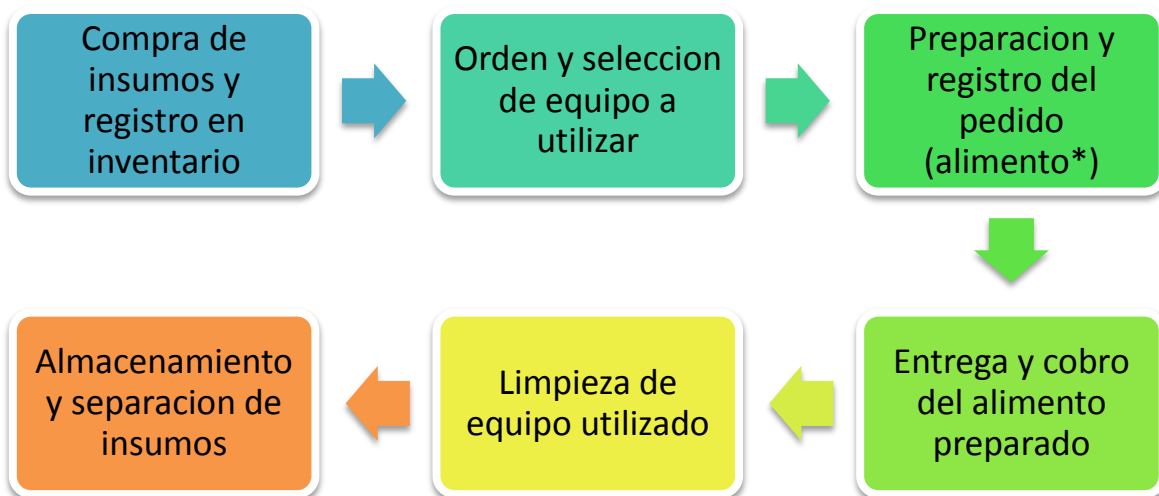 Compra de
insumos y
registro en
inventario
Orden y seleccion
de equipo a
utilizar
Preparacion y
registro del
pedido
(alimento*)
Entrega y cobro
del alimento
preparado
Limpieza de
equipo utilizado
Almacenamiento
y separacion de
insumos